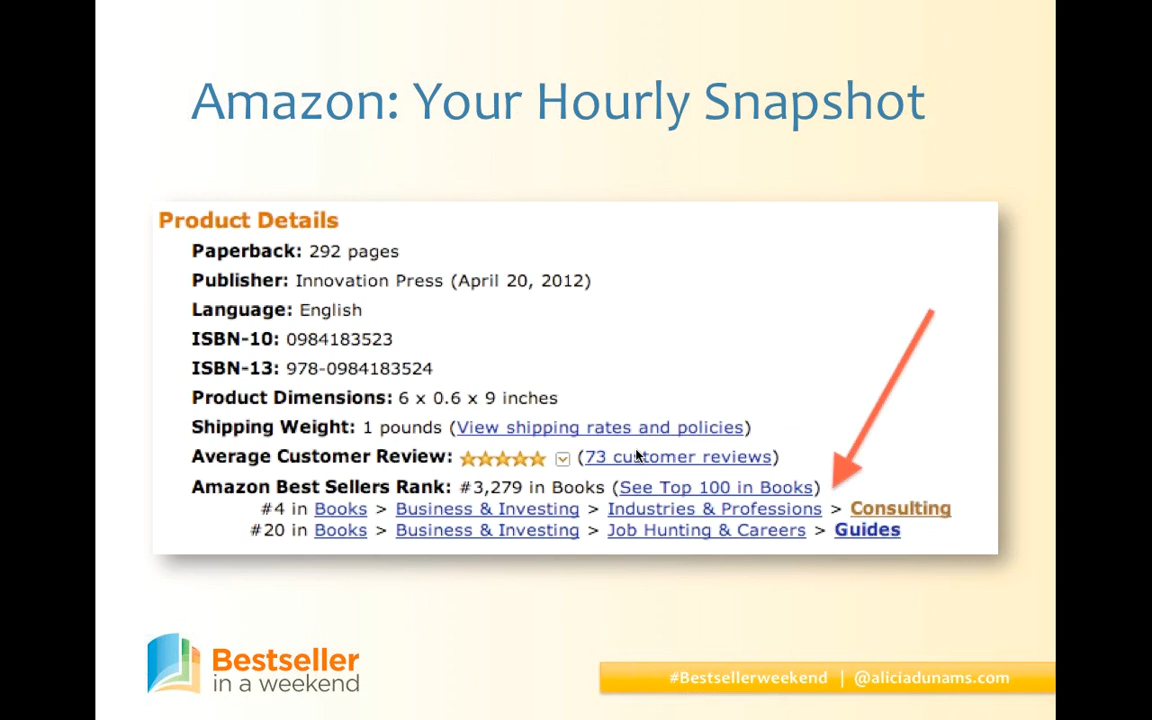 Amazon: Your Hourly Snapshot
Product Details
Paperback: 292 pages
Publisher: Innovation Press (April 20, 2012)
Language: English
ISBN-10: 0984183523
ISBN-13: 978-0984183524
Product Dimensions: 6 x 0.6 x 9 inches
Shipping Weight: 1 pounds (View shipping rates and policies)
Average Customer Review: (73 customer reviews)
Amazon Best Sellers Rank: #3,279 in Books (See Top 100 in Books)
#4 in Books > Business & Investing > Industries & Professions > Consulting
#20 in Books > Business & Investing > Job Hunting & Careers > Guides
Bestseller
in a weekend
#Bestsellerweekend | @aliciadunams.com